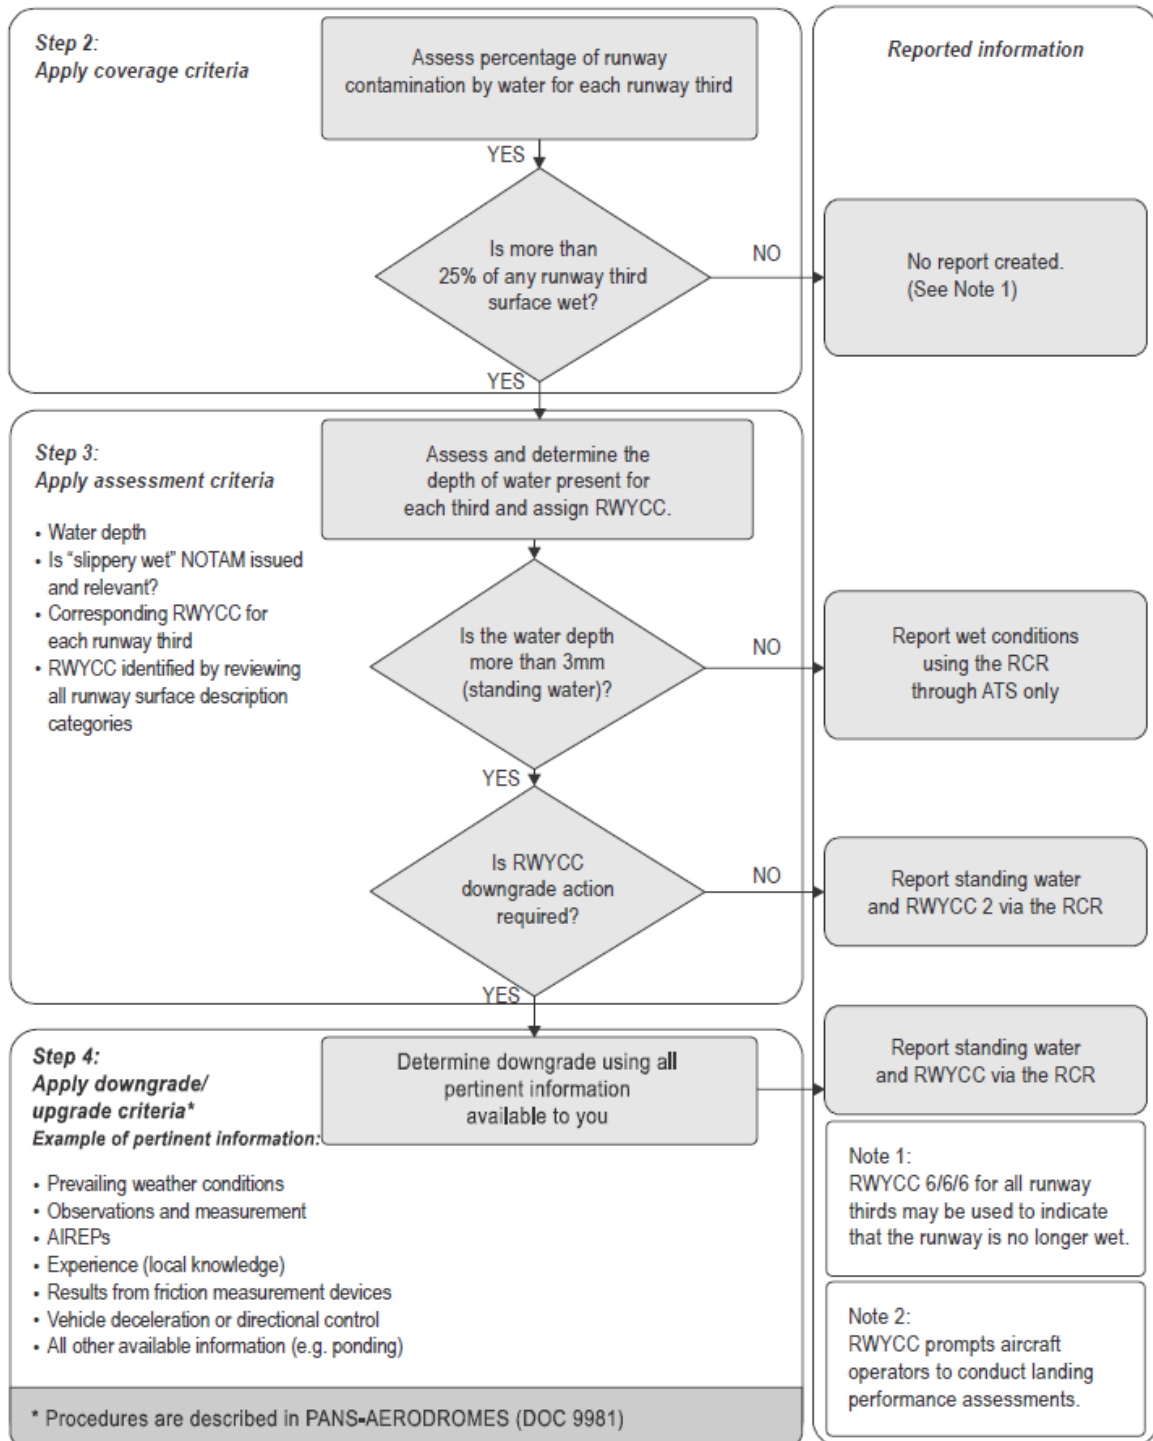 Step 2:
Apply coverage criteria
Assess percentage of runway
contamination by water for each runway third
YES
Is more than
25% of any runway third
surface wet?
NO
YES
Reported information
No report created.
(See Note 1)
Step 3:
Apply assessment criteria
• Water depth
• Is “slippery wet” NOTAM issued
and relevant?
• Corresponding RWYCC for
each runway third
• RWYCC identified by reviewing
all runway surface description
categories
Assess and determine the
depth of water present for
each third and assign RWYCC.
Is the water depth
more than 3mm
(standing water)?
NO
Report wet conditions
using the RCR
through ATS only
YES
Is RWYCC
downgrade action
required?
NO
Report standing water
and RWYCC 2 via the RCR
YES
Step 4:
Apply downgrade/
upgrade criteria*
Example of pertinent information:
• Prevailing weather conditions
• Observations and measurement
• AIREPs
• Experience (local knowledge)
• Results from friction measurement devices
• Vehicle deceleration or directional control
• All other available information (e.g. ponding)
Determine downgrade using all
pertinent information
available to you
Report standing water
and RWYCC via the RCR
Note 1:
RWYCC 6/6/6 for all runway
thirds may be used to indicate
that the runway is no longer wet.
Note 2:
RWYCC prompts aircraft
operators to conduct landing
performance assessments.
* Procedures are described in PANS-AERODROMES (DOC 9981)